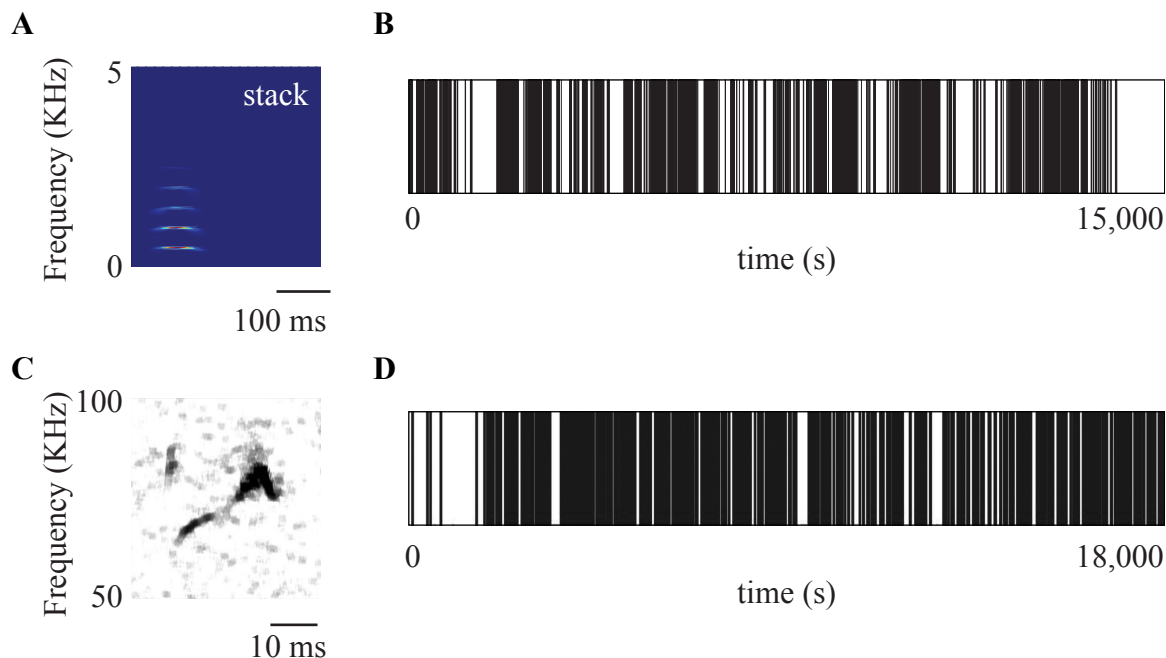 A
Frequency (KHz)
5
0
stack
100 ms
B
0
15,000
time (s)
C
Frequency (KHz)
100
50
10 ms
D
0
18,000
time (s)